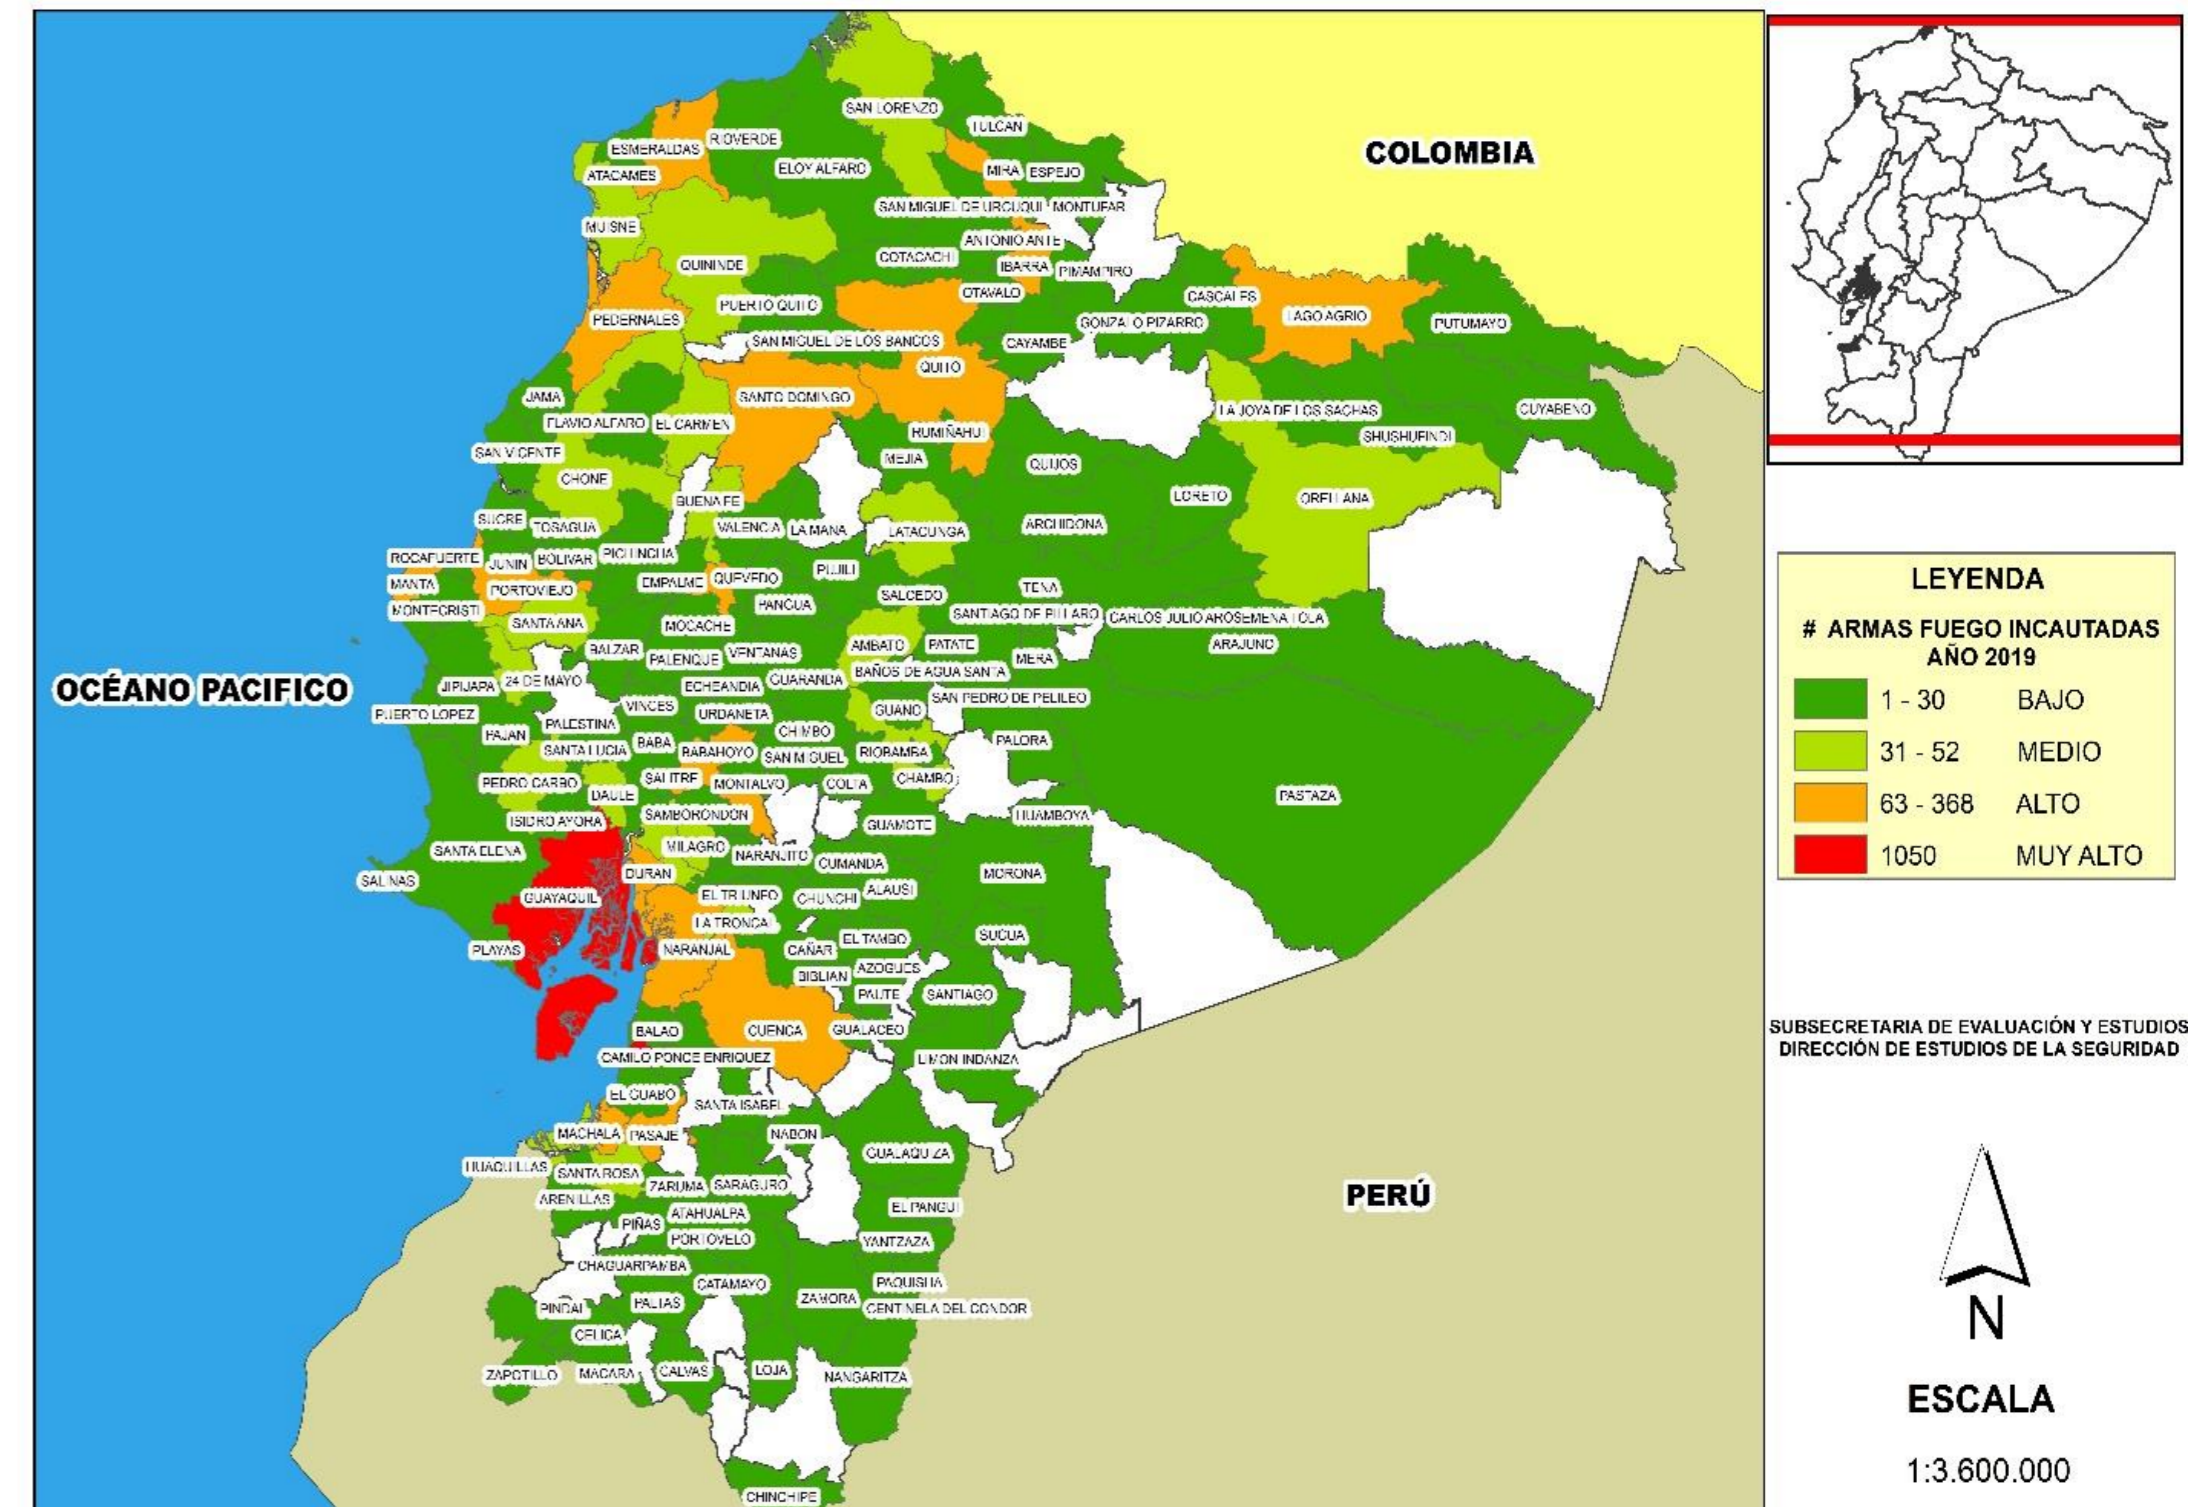 SAN LORENZO
TULCAN
COLOMBIA
RIOVERDE
ESMERALDAS
ELOY ALFARO
MIRA
ESPEJO
ATACAMES
SAN MIGUEL DE URCUQUI
MONTUFAR
MUISNE
ANTONIO ANTE
COTACACHI
QUININDE
IBARRA
PIMAMPIRO
OTAVALO
CASCALES
PUERTO QUITO
LAGO AGRIO
PEDERNALES
GONZALO PIZARRO
PUTUMAYO
SAN MIGUEL DE LOS BANCOS
CAYAMBE
QUITO
JAMA
SANTO DOMINGO
LA JOYA DE LOS SACHAS
CUYABENO
FLAVIO ALFARO
EL CARMEN
RUMIÑAHUI
SHUSHUFINDI
SAN VICENTE
MEJIA
QUIJOS
CHONE
BUENA FE
LORETO
ORELLANA
SUCRE
TOSAGUA
VALENCIA
LA MANA
LATACUNGA
ARCHIDONA
ROCAFUERTE
JUNIN
BOLIVAR
PICHINCHA
PUJILI
MANTA
PORTOVIEJO
EMPALME
QUEVEDO
TENA
MONTECRISTI
PANGUA
SALCEDO
SANTIAGO DE PILLARO
CARLOS JULIO AROSEMENA TOLA
SANTA ANA
MOCACHE
BALZAR
PALENQUE
VENTANAS
AMBATO
PATATE
MERA
ARAJUNO
BAÑOS DE AGUA SANTA
JIPIJAPA
24 DE MAYO
ECHEANDIA
GUARANDA
SAN PEDRO DE PELILEO
OCÉANO PACIFICO
PUERTO LOPEZ
VINCES
URDANETA
GUANO
PALESTINA
PAJAN
CHIMBO
PALORA
SANTA LUCIA
BABA
BABAHOYO
SAN MIGUEL
RIOBAMBA
PEDRO CARBO
SALITRE
MONTALVO
COLTA
CHAMBO
DAULE
PASTAZA
ISIDRO AYORA
SAMBORONDON
GUAMOTE
HUAMBOYA
SANTA ELENA
MILAGRO
NARANJITO
CUMANDA
SALINAS
DURAN
MORONA
GUAYAQUIL
EL TRIUNFO
CHUNCHI
ALAUSI
LA TRONCAL
PLAYAS
NARANJAL
CAÑAR
EL TAMBO
SUCUA
BIBLIAN
AZOGUES
PAUTE
SANTIAGO
BALAO
CUENCA
GUALACEO
CAMILO PONCE ENRIQUEZ
LIMON INDANZA
EL GUABO
SANTA ISABEL
MACHALA
PASAJE
NABON
GUALAQUIZA
HUAQUILLAS
SANTA ROSA
ZARUMA
SARAGURO
PERÚ
ARENILLAS
ATAHUALPA
EL PANGUI
PIÑAS
PORTOVELO
YANTZAZA
CHAGUARPAMBA
CATAMAYO
PAQUISHA
PINDAL
PALTAS
ZAMORA
CENTINELA DEL CONDOR
CELICA
ZAPOTILLO
MACARA
CALVAS
LOJA
NANGARITZA
CHINCHIPE
LEYENDA
# ARMAS FUEGO INCAUTADAS
AÑO 2019
1 - 30 BAJO
31 - 52 MEDIO
63 - 368 ALTO
1050 MUY ALTO
SUBSECRETARIA DE EVALUACIÓN Y ESTUDIOS
DIRECCIÓN DE ESTUDIOS DE LA SEGURIDAD
N
ESCALA
1:3.600.000